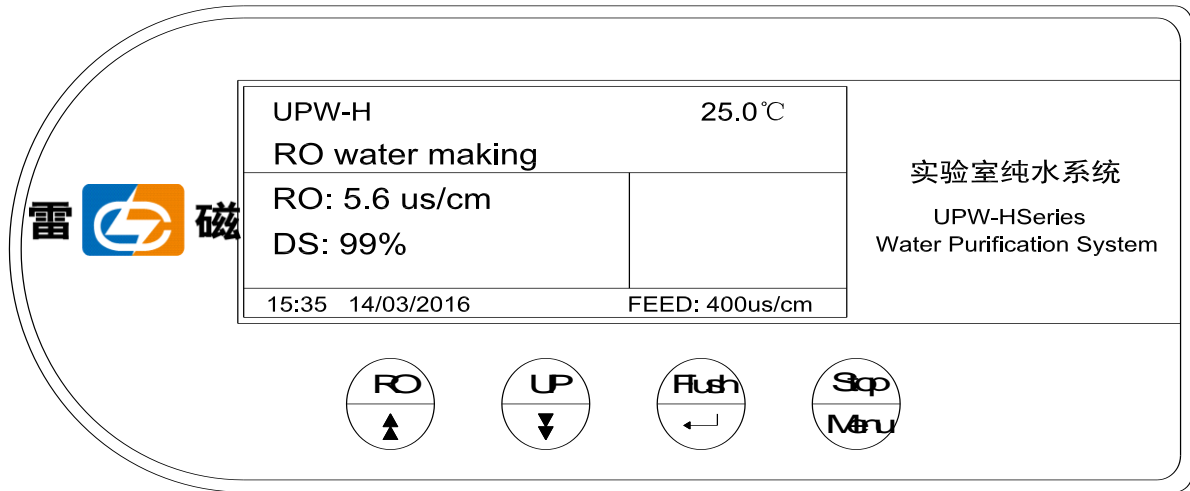 UPW-H 25.0℃
RO water making
RO: 5.6 us/cm
DS: 99%
15:35 14/03/2016 FEED: 400us/cm
雷 磁
实验室纯水系统
UPW-HSeries
Water Purification System
RO
UP
Flush
Stop
Menu